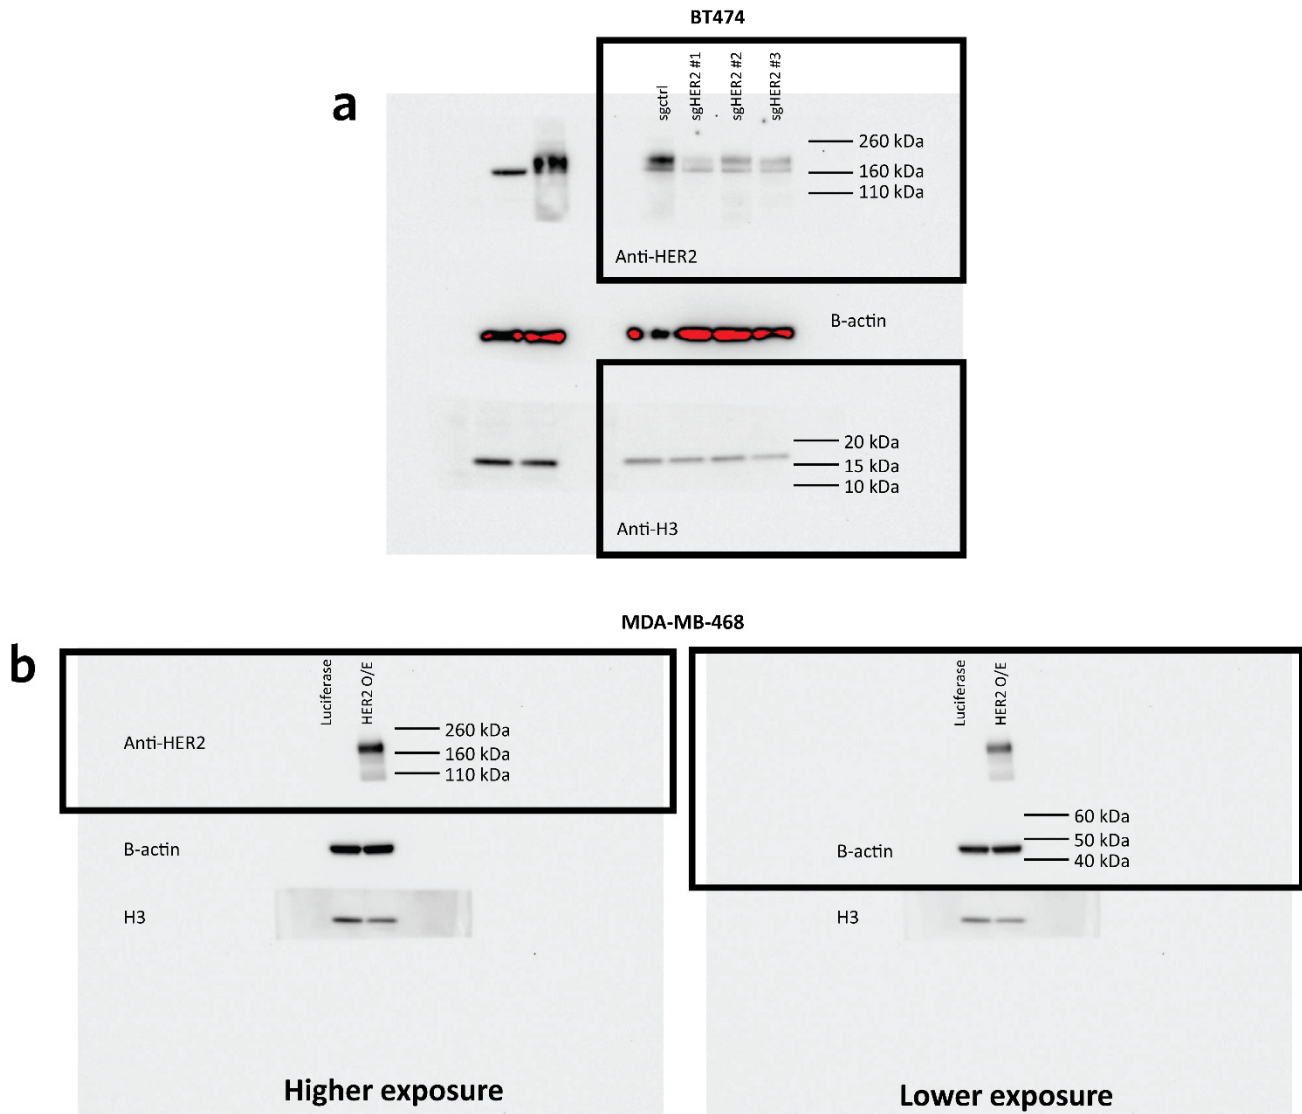 BT474
a
sgctrl
sgHER2 #1
sgHER2 #2
sgHER2 #3
260 kDa
160 kDa
110 kDa
Anti-HER2
B-actin
20 kDa
15 kDa
10 kDa
Anti-H3
MDA-MB-468
b
Luciferase
HER2 O/E
Anti-HER2
260 kDa
160 kDa
110 kDa
B-actin
H3
Higher exposure
Luciferase
HER2 O/E
60 kDa
50 kDa
40 kDa
B-actin
H3
Lower exposure